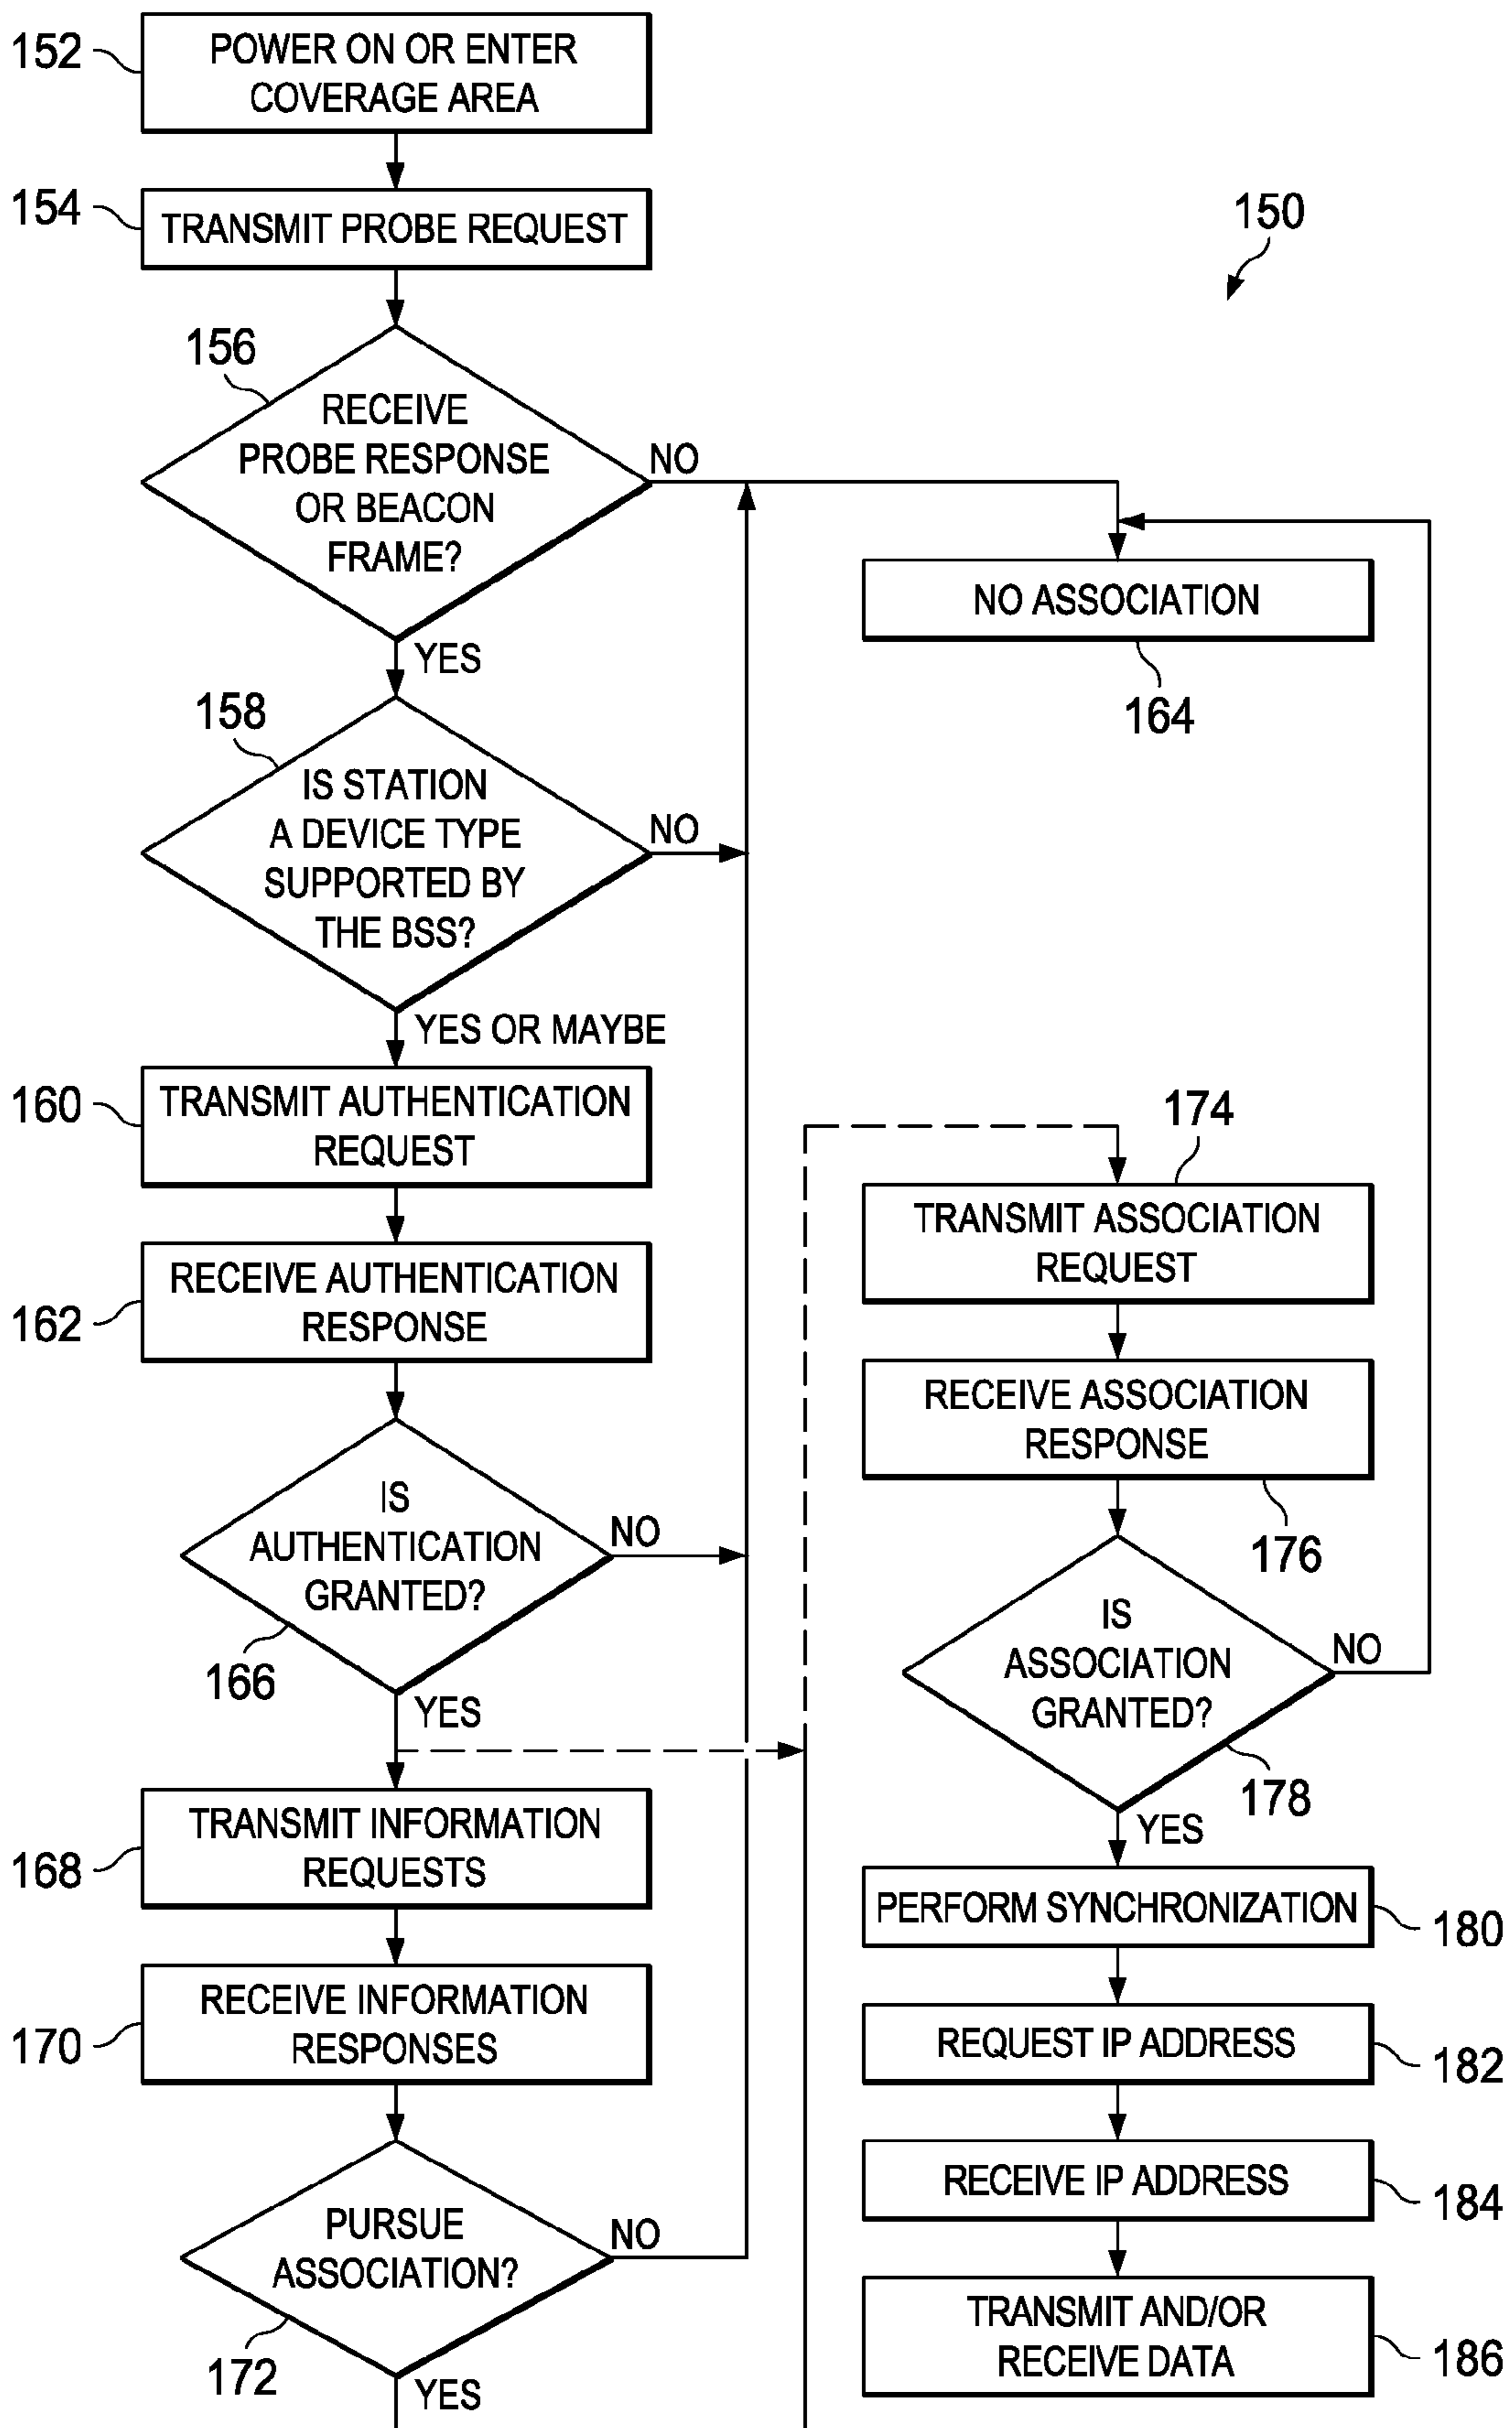 152
POWER ON OR ENTER
COVERAGE AREA
154
TRANSMIT PROBE REQUEST
150
156
RECEIVE
PROBE RESPONSE
OR BEACON
FRAME?
NO
YES
NO ASSOCIATION
164
158
IS STATION
A DEVICE TYPE
SUPPORTED BY
THE BSS?
NO
YES OR MAYBE
160
TRANSMIT AUTHENTICATION
REQUEST
162
RECEIVE AUTHENTICATION
RESPONSE
IS
AUTHENTICATION
GRANTED?
NO
166
YES
168
TRANSMIT INFORMATION
REQUESTS
170
RECEIVE INFORMATION
RESPONSES
PURSUE
ASSOCIATION?
NO
172
YES
174
TRANSMIT ASSOCIATION
REQUEST
RECEIVE ASSOCIATION
RESPONSE
176
IS
ASSOCIATION
GRANTED?
NO
178
YES
PERFORM SYNCHRONIZATION
180
REQUEST IP ADDRESS
182
RECEIVE IP ADDRESS
184
TRANSMIT AND/OR
RECEIVE DATA
186